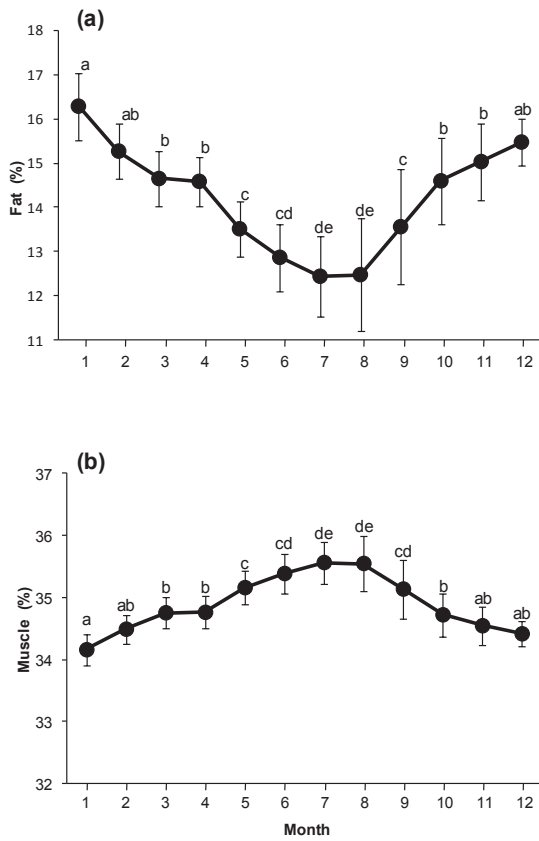 (a)
18
17
16
15
14
13
12
11
Fat (%)
a
ab
b
b
c
cd
de
de
c
b
b
ab
1 2 3 4 5 6 7 8 9 10 11 12
(b)
37
36
35
34
33
32
Muscle (%)
a
ab
b
b
c
cd
de
de
cd
b
ab
ab
1 2 3 4 5 6 7 8 9 10 11 12
Month